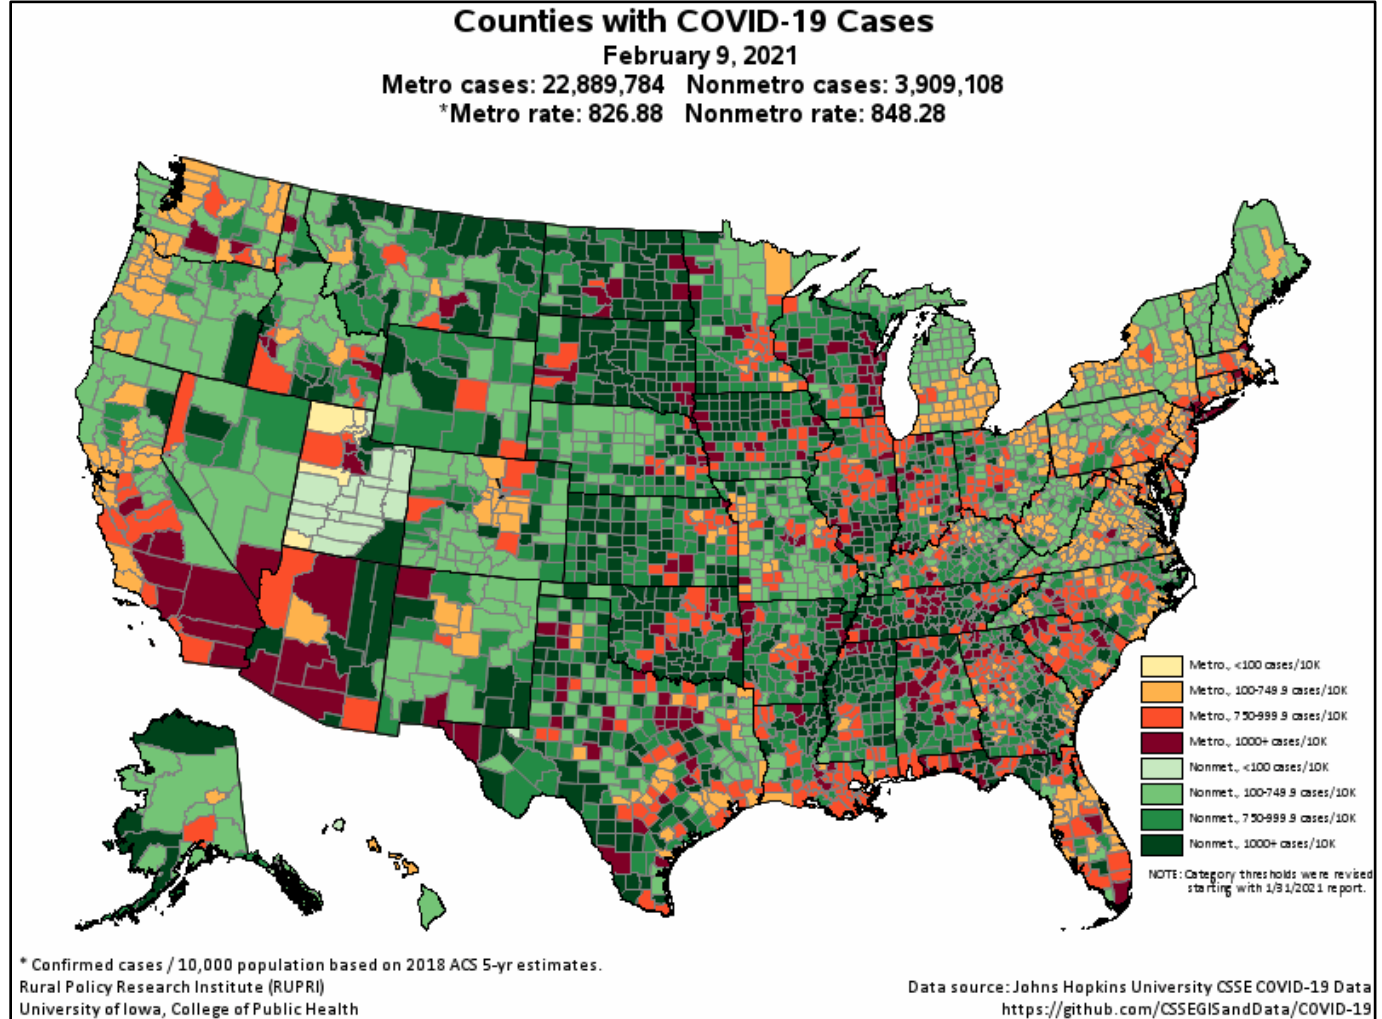 Counties with COVID-19 Cases
February 9, 2021
Metro cases: 22,889,784 Nonmetro cases: 3,909,108
*Metro rate: 826.88 Nonmetro rate: 848.28
Metro., <100 cases/10K
Metro., 100-749.9 cases/10K
Metro., 750-999.9 cases/10K
Metro., 1000+ cases/10K
Nonmet., <100 cases/10K
Nonmet., 100-749.9 cases/10K
Nonmet., 750-999.9 cases/10K
Nonmet., 1000+ cases/10K
NOTE: Category thresholds were revised
starting with 1/31/2021 report.
* Confirmed cases / 10,000 population based on 2018 ACS 5-yr estimates.
Rural Policy Research Institute (RUPRI)
University of Iowa, College of Public Health
Data source: Johns Hopkins University CSSE COVID-19 Data
https://github.com/CSSEGISandData/COVID-19